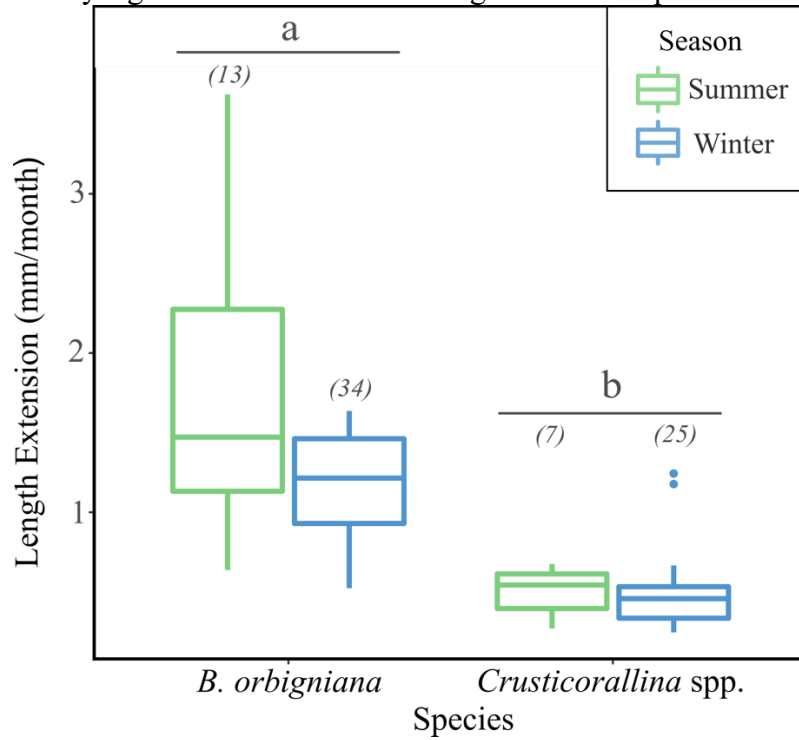 a
(13)
Season
Summer
Winter
3
2
1
(34)
b
(7)
(25)
Length Extension (mm/month)
B. orbigniana
Crusticorallina spp.
Species